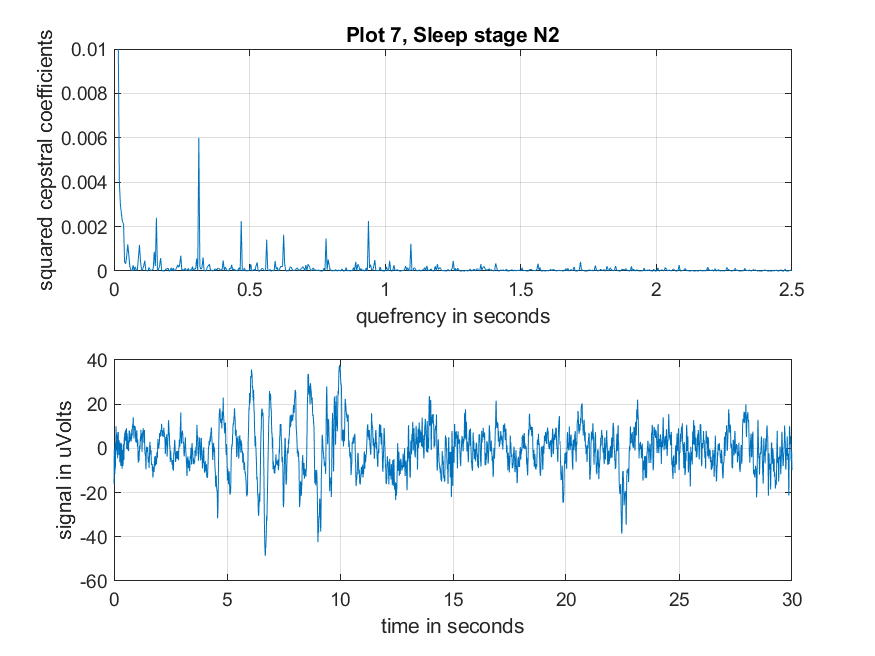 Plot 7, Sleep stage N2
squared cepstral coefficients
0.01
0.008
0.006
0.004
0.002
0
0 0.5 1 1.5 2 2.5
quefrency in seconds
signal in uVolts
40
20
0
-20
-40
-60
0 5 10 15 20 25 30
time in seconds